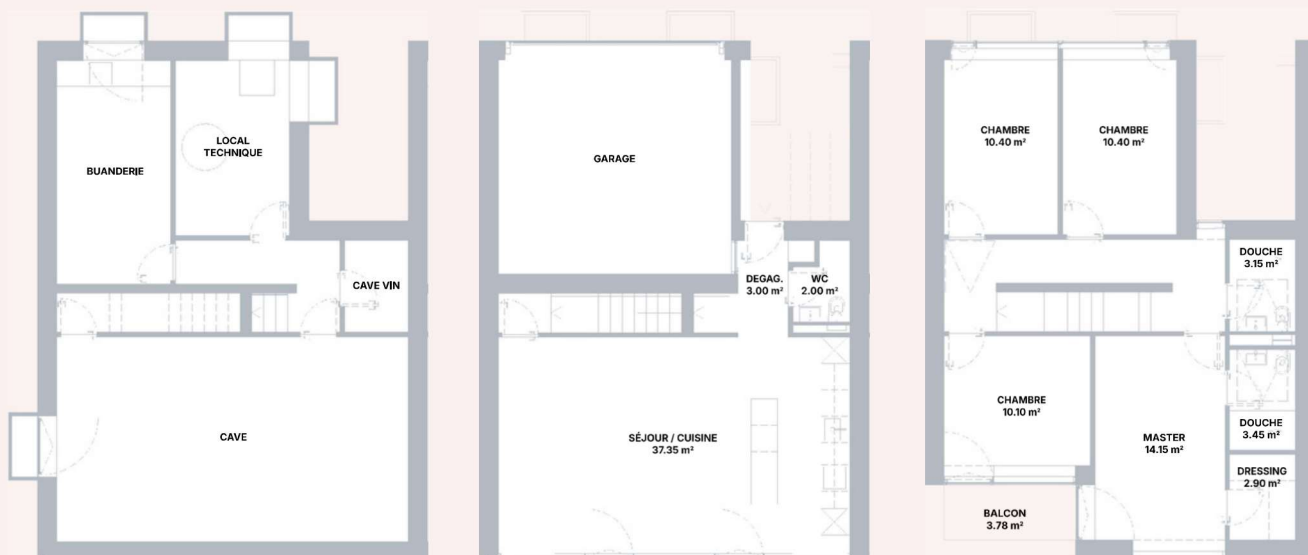 BUANDERIE
LOCAL
TECHNIQUE
CAVE VIN
CAVE
GARAGE
DEGAG.
3.00 m²
WC
2.00 m²
SÉJOUR / CUISINE
37.35 m²
CHAMBRE
10.40 m²
CHAMBRE
10.40 m²
DOUCHE
3.15 m²
CHAMBRE
10.10 m²
MASTER
14.15 m²
DOUCHE
3.45 m²
DRESSING
2.90 m²
BALCON
3.78 m²